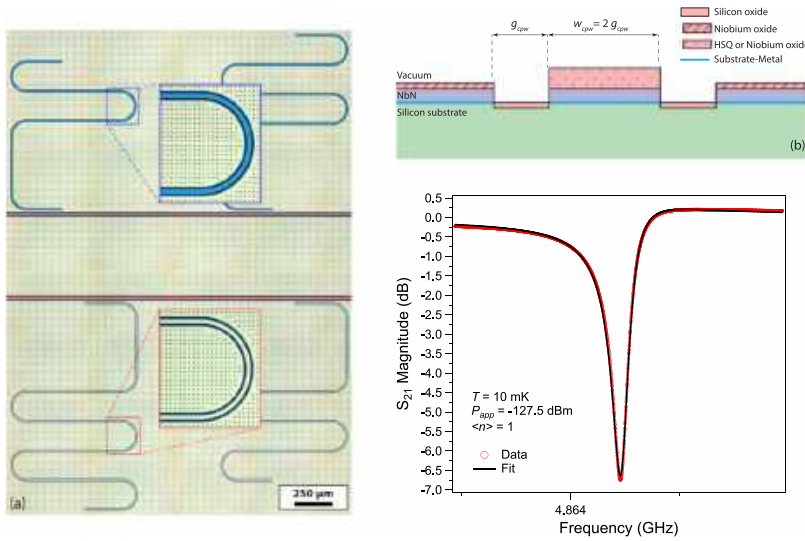 (a)
250 µm
g_cpw
w_cpw = 2 g_cpw
Silicon oxide
Niobium oxide
HSQ or Niobium oxide
Substrate-Metal
Vacuum
NbN
Silicon substrate
(b)
S21 Magnitude (dB)
0.5
0.0
-0.5
-1.0
-1.5
-2.0
-2.5
-3.0
-3.5
-4.0
-4.5
-5.0
-5.5
-6.0
-6.5
-7.0
T = 10 mK
P_app = -127.5 dBm
<n> = 1
Data
Fit
4.864
Frequency (GHz)